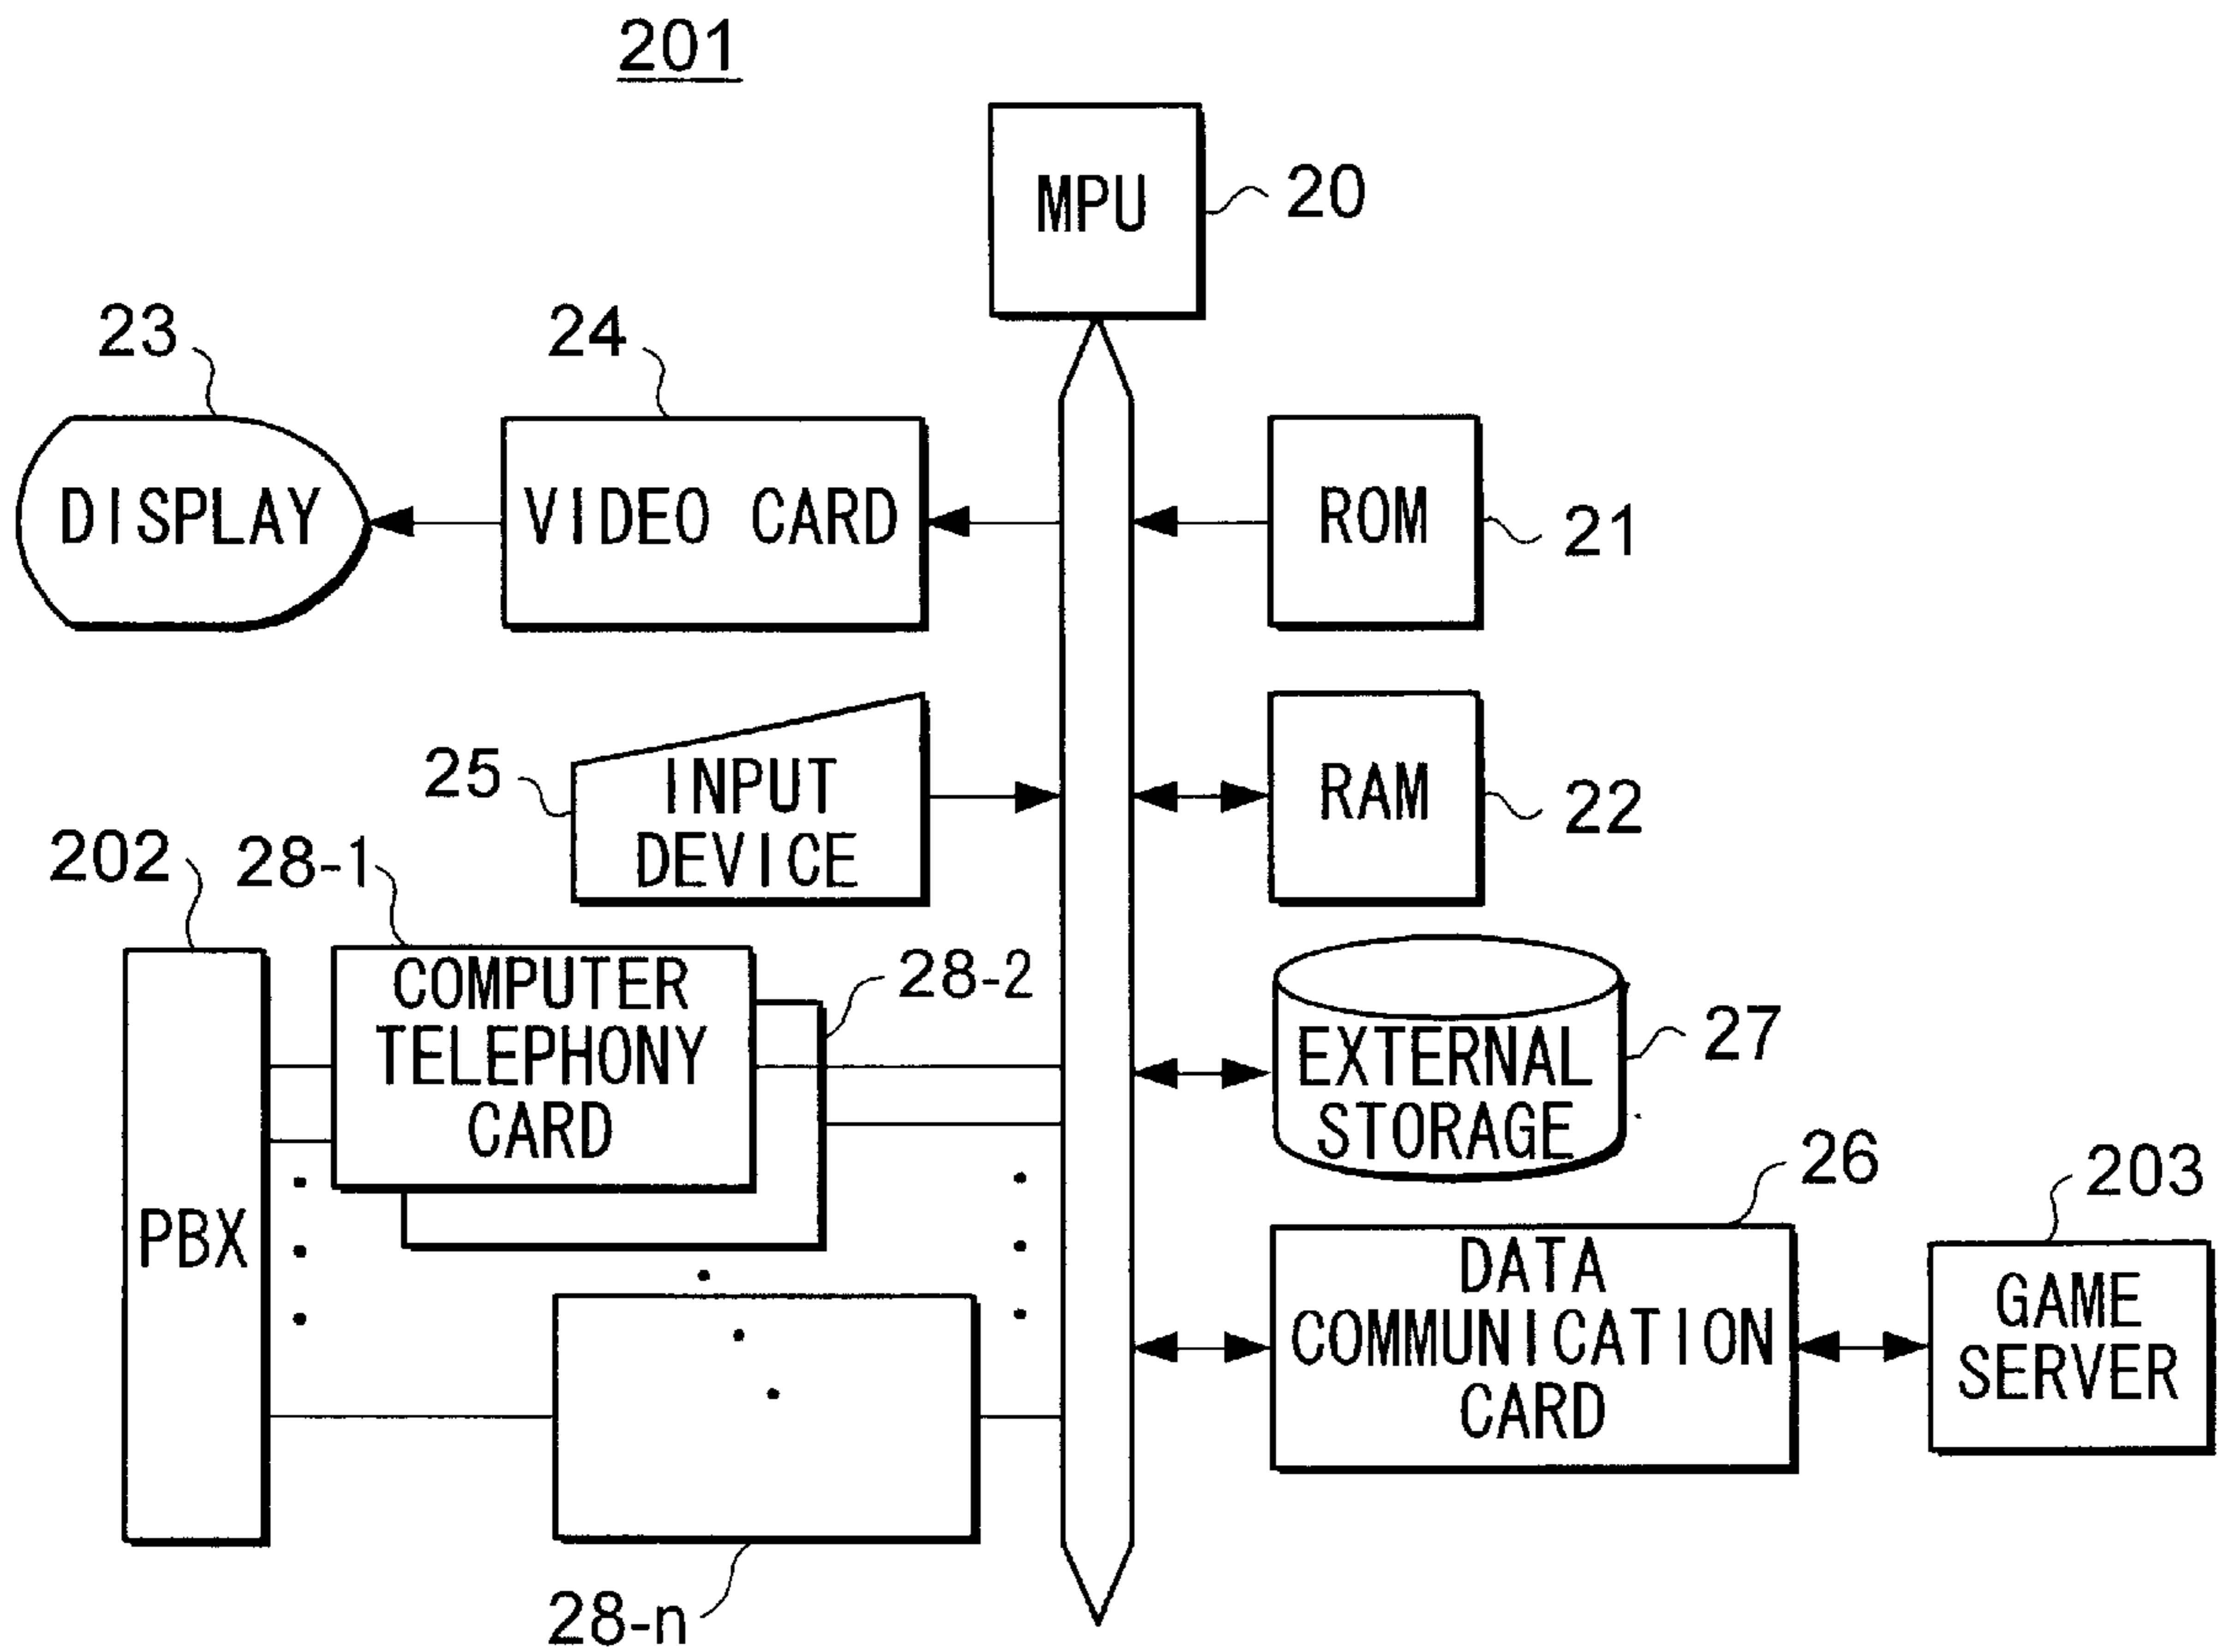 201
MPU
20
23
24
DISPLAY
VIDEO CARD
ROM
21
25
INPUT
DEVICE
RAM
22
202
28-1
COMPUTER
TELEPHONY
CARD
28-2
EXTERNAL
STORAGE
27
PBX
26
203
DATA
COMMUNICATION
CARD
GAME
SERVER
28-n